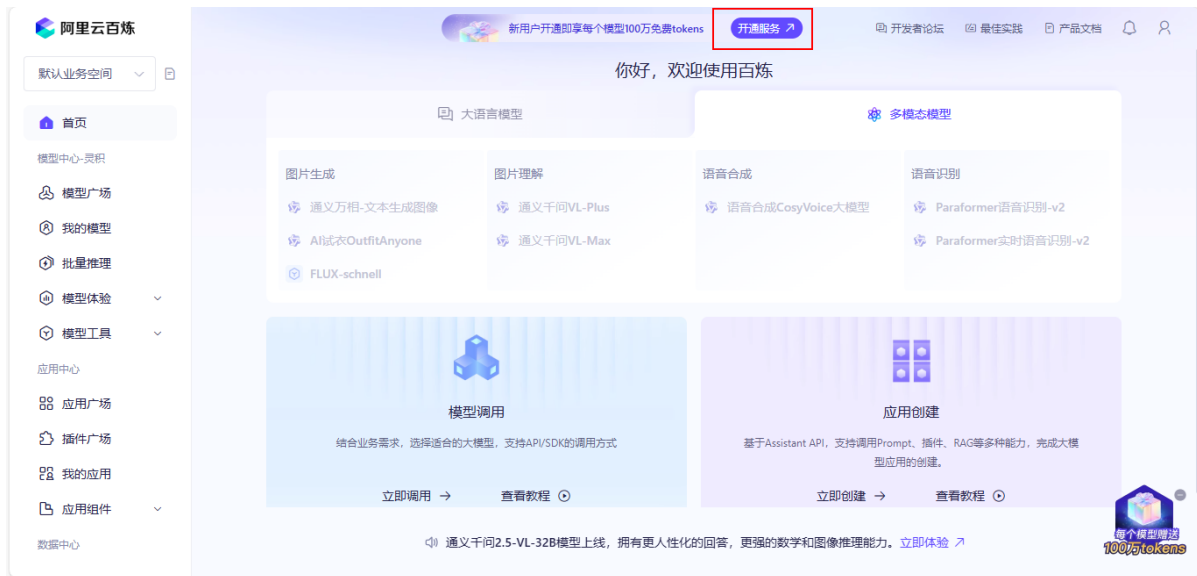 阿里云百炼
新用户开通即享每个模型100万免费tokens
开通服务
开发者论坛
最佳实践
产品文档
默认业务空间
你好，欢迎使用百炼
首页
模型中心-灵积
模型广场
我的模型
批量推理
模型体验
模型工具
应用中心
应用广场
插件广场
我的应用
应用组件
数据中心
大语言模型
多模态模型
图片生成
通义万相-文本生成图像
AI试衣OutfitAnyone
FLUX-schnell
图片理解
通义千问VL-Plus
通义千问VL-Max
语音合成
语音合成CosyVoice大模型
语音识别
Paraformer语音识别-v2
Paraformer实时语音识别-v2
模型调用
结合业务需求，选择适合的大模型，支持API/SDK的调用方式
立即调用
查看教程
应用创建
基于Assistant API，支持调用Prompt、插件、RAG等多种能力，完成大模
型应用的创建。
立即创建
查看教程
通义千问2.5-VL-32B模型上线，拥有更人性化的回答，更强的数学和图像推理能力。 立即体验
每个模型赠送
100万tokens